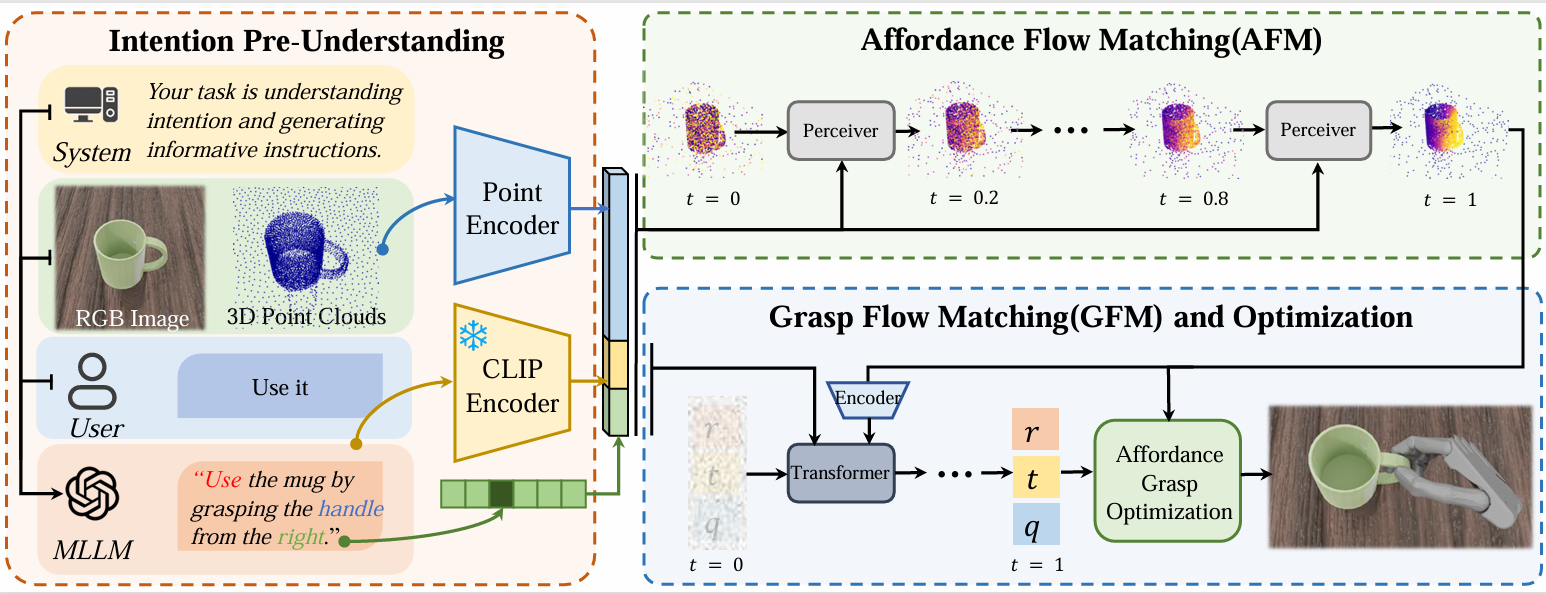 Intention Pre-Understanding
System
Your task is understanding
intention and generating
informative instructions.
RGB Image
3D Point Clouds
User
Use it
MLLM
“Use the mug by
grasping the handle
from the right.”
Point
Encoder
CLIP
Encoder
Affordance Flow Matching(AFM)
Perceiver
...
Perceiver
t = 0
t = 0.2
t = 0.8
t = 1
Grasp Flow Matching(GFM) and Optimization
r
t
q
t = 0
Encoder
Transformer
...
r
t
q
t = 1
Affordance
Grasp
Optimization